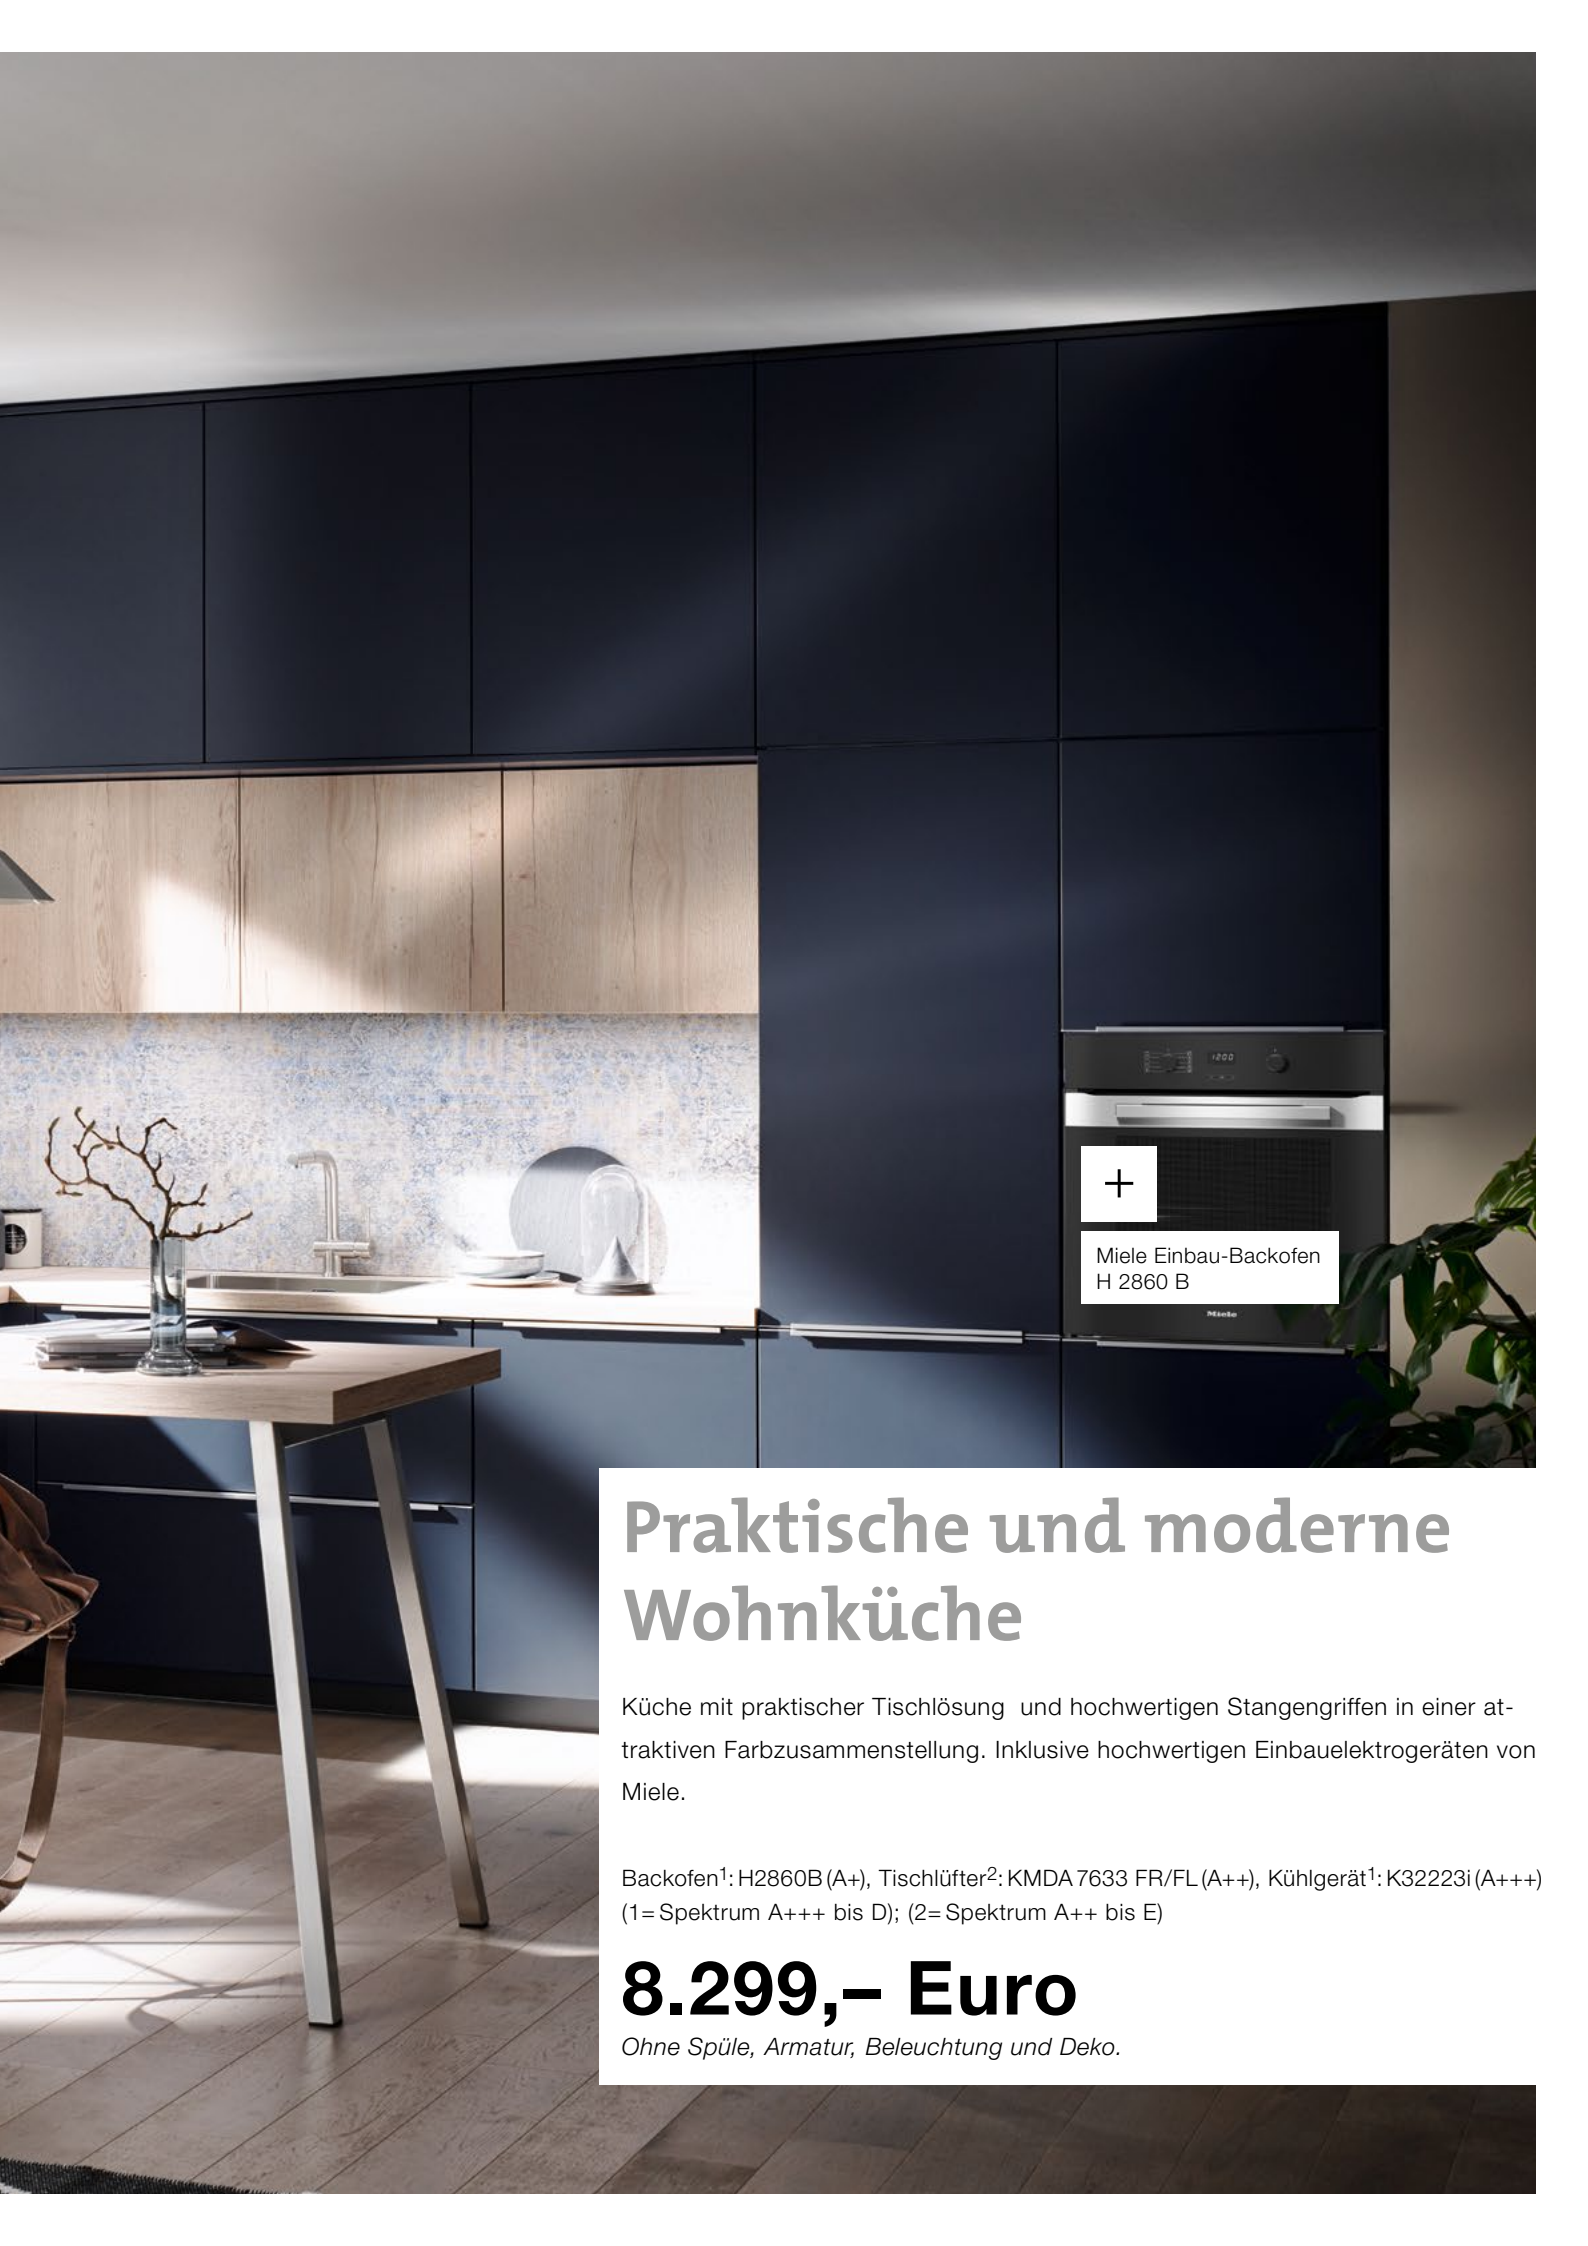 1200
Miele Einbau-Backofen
H 2860 B
Miele
Praktische und moderne
Wohnküche
Küche mit praktischer Tischlösung  und hochwertigen Stangengriffen in einer at-
traktiven Farbzusammenstellung. Inklusive hochwertigen Einbauelektrogeräten von
Miele.
Backofen¹: H2860B (A+), Tischlüfter²: KMDA 7633 FR/FL (A++), Kühlgerät¹: K32223i (A+++)
(1= Spektrum A+++ bis D); (2= Spektrum A++ bis E)
8.299,– Euro
Ohne Spüle, Armatur, Beleuchtung und Deko.